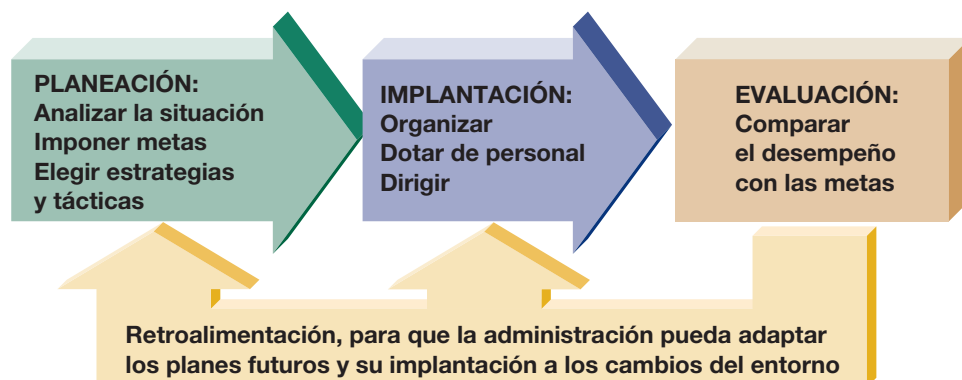 PLANEACIÓN:
Analizar la situación
Imponer metas
Elegir estrategias
y tácticas
IMPLANTACIÓN:
Organizar
Dotar de personal
Dirigir
EVALUACIÓN:
Comparar
el desempeño
con las metas
Retroalimentación, para que la administración pueda adaptar
los planes futuros y su implantación a los cambios del entorno